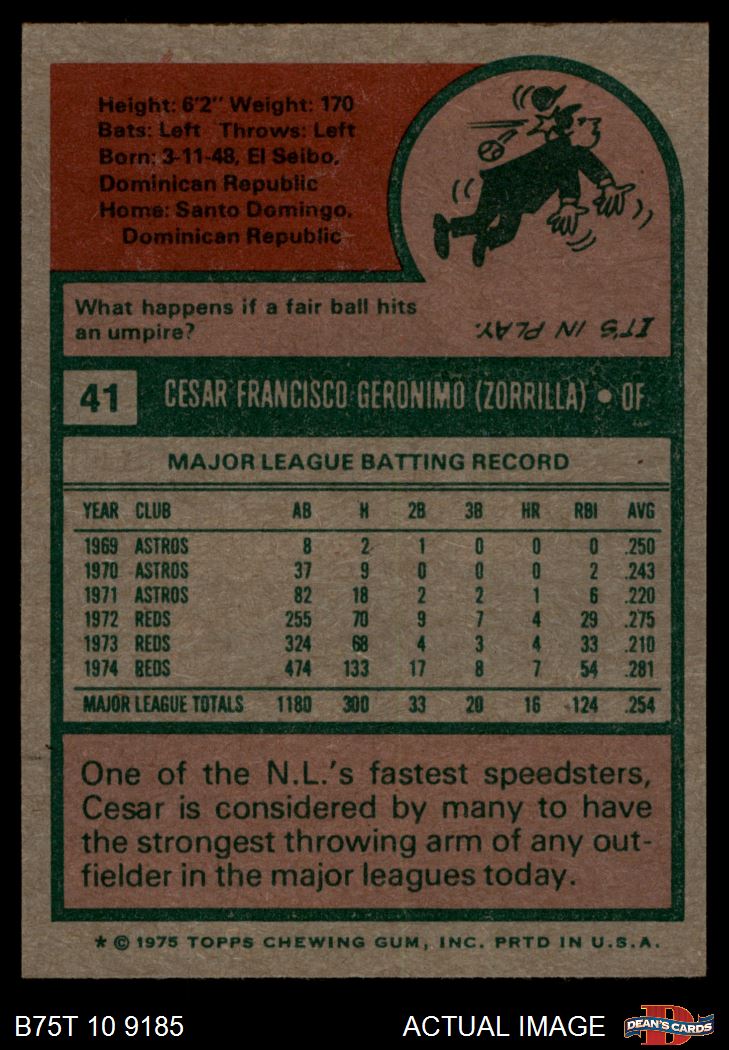 Height: 6'2" Weight: 170
Bats: Left Throws: Left
Born: 3-11-48, El Seibo,
Dominican Republic
Home: Santo Domingo,
Dominican Republic
What happens if a fair ball hits
an umpire?
IT'S IN PLAY.
41 CESAR FRANCISCO GERONIMO (ZORRILLA) • OF
MAJOR LEAGUE BATTING RECORD
YEAR CLUB AB H 2B 3B HR RBI AVG
1969 ASTROS 8 2 1 0 0 0 .250
1970 ASTROS 37 9 0 0 0 2 .243
1971 ASTROS 82 18 2 2 1 6 .220
1972 REDS 255 70 9 7 4 29 .275
1973 REDS 324 68 4 3 4 33 .210
1974 REDS 474 133 17 8 7 54 .281
MAJOR LEAGUE TOTALS 1180 300 33 20 16 124 .254
One of the N.L.'s fastest speedsters,
Cesar is considered by many to have
the strongest throwing arm of any out-
fielder in the major leagues today.
* © 1975 TOPPS CHEWING GUM, INC. PRTD IN U.S.A.
B75T 10 9185 ACTUAL IMAGE
DEAN'S CARDS